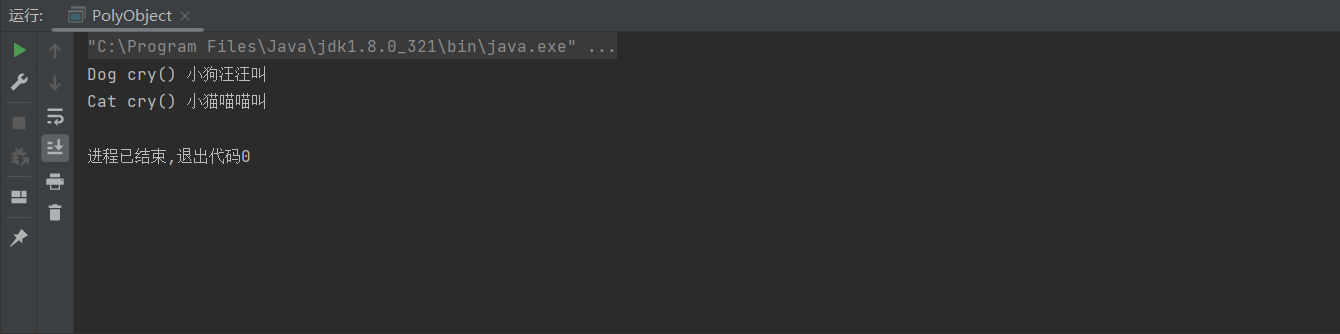 运行: PolyObject
"C:\Program Files\Java\jdk1.8.0_321\bin\java.exe" ...
Dog cry() 小狗汪汪叫
Cat cry() 小猫喵喵叫
进程已结束,退出代码0